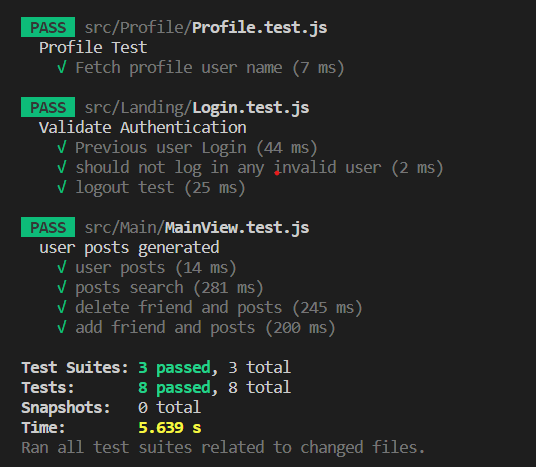 PASS src/Profile/Profile.test.js
Profile Test
√ Fetch profile user name (7 ms)
PASS src/Landing/Login.test.js
Validate Authentication
√ Previous user Login (44 ms)
√ should not log in any invalid user (2 ms)
√ logout test (25 ms)
PASS src/Main/MainView.test.js
user posts generated
√ user posts (14 ms)
√ posts search (281 ms)
√ delete friend and posts (245 ms)
√ add friend and posts (200 ms)
Test Suites: 3 passed, 3 total
Tests: 8 passed, 8 total
Snapshots: 0 total
Time: 5.639 s
Ran all test suites related to changed files.